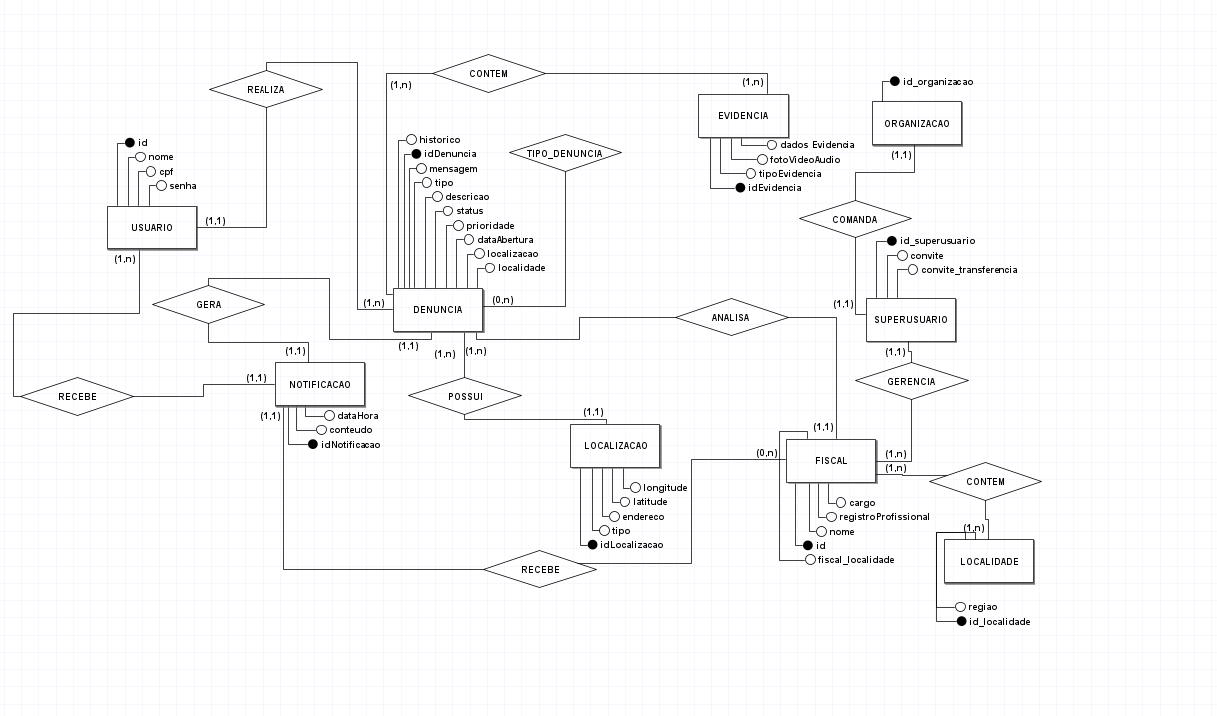 CONTEM
(1,n)
(1,n)
REALIZA
id_organizacao
EVIDENCIA
ORGANIZACAO
historico
idDenuncia
mensagem
tipo
descricao
status
prioridade
dataAbertura
localizacao
localidade
TIPO_DENUNCIA
dados Evidencia
fotoVideoAudio
tipoEvidencia
idEvidencia
(1,1)
id
nome
cpf
senha
USUARIO
(1,1)
(1,n)
COMANDA
id_superusuario
convite
convite_transferencia
GERA
(1,n)
DENUNCIA
(0,n)
ANALISA
(1,1)
SUPERUSUARIO
(1,1)
(1,1)
(1,1)
(1,n)
(1,n)
GERENCIA
RECEBE
(1,1)
NOTIFICACAO
(1,1)
dataHora
conteudo
idNotificacao
POSSUI
(1,1)
LOCALIZACAO
longitude
latitude
endereco
tipo
idLocalizacao
(1,1)
(0,n)
FISCAL
(1,n)
(1,n)
CONTEM
cargo
registroProfissional
nome
id
fiscal_localidade
(1,n)
LOCALIDADE
RECEBE
regiao
id_localidade